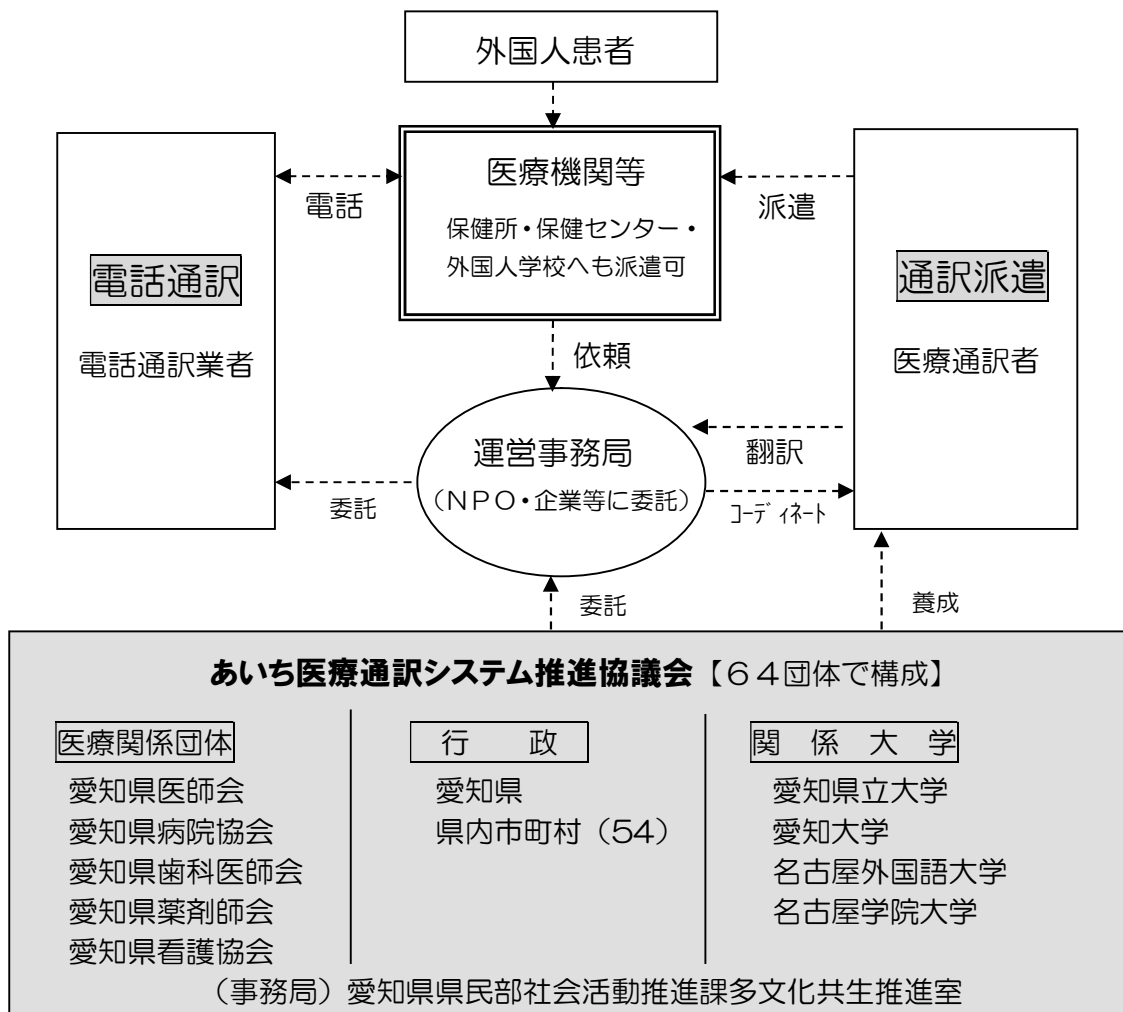 外国人患者
医療機関等
保健所・保健センター・
外国人学校へも派遣可
電話
派遣
電話通訳
電話通訳業者
通訳派遣
医療通訳者
依頼
運営事務局
（ＮＰＯ・企業等に委託）
翻訳
ｺｰﾃﾞｨﾈｰﾄ
委託
委託
養成
あいち医療通訳システム推進協議会【６４団体で構成】
医療関係団体
愛知県医師会
愛知県病院協会
愛知県歯科医師会
愛知県薬剤師会
愛知県看護協会
行　政
愛知県
県内市町村（54）
関係大学
愛知県立大学
愛知大学
名古屋外国語大学
名古屋学院大学
（事務局）愛知県県民部社会活動推進課多文化共生推進室